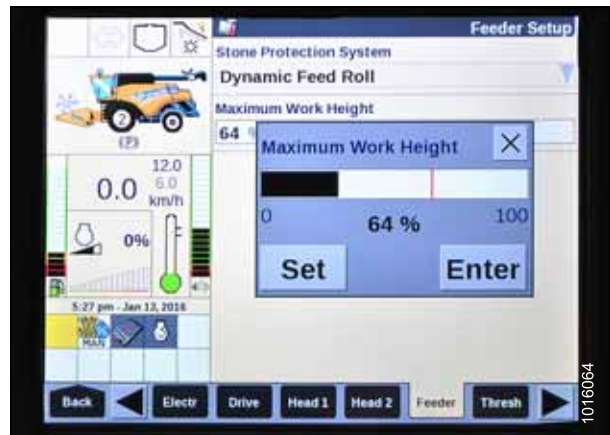 Feeder Setup
Stone Protection System
Dynamic Feed Roll
Maximum Work Height
64
Maximum Work Height
0
64 %
100
Set
Enter
2
(P)
0.0
12.0
6.0
km/h
0%
5:27 pm - Jan 13, 2016
MAN
Back
Electr
Drive
Head 1
Head 2
Feeder
Thresh
1016064